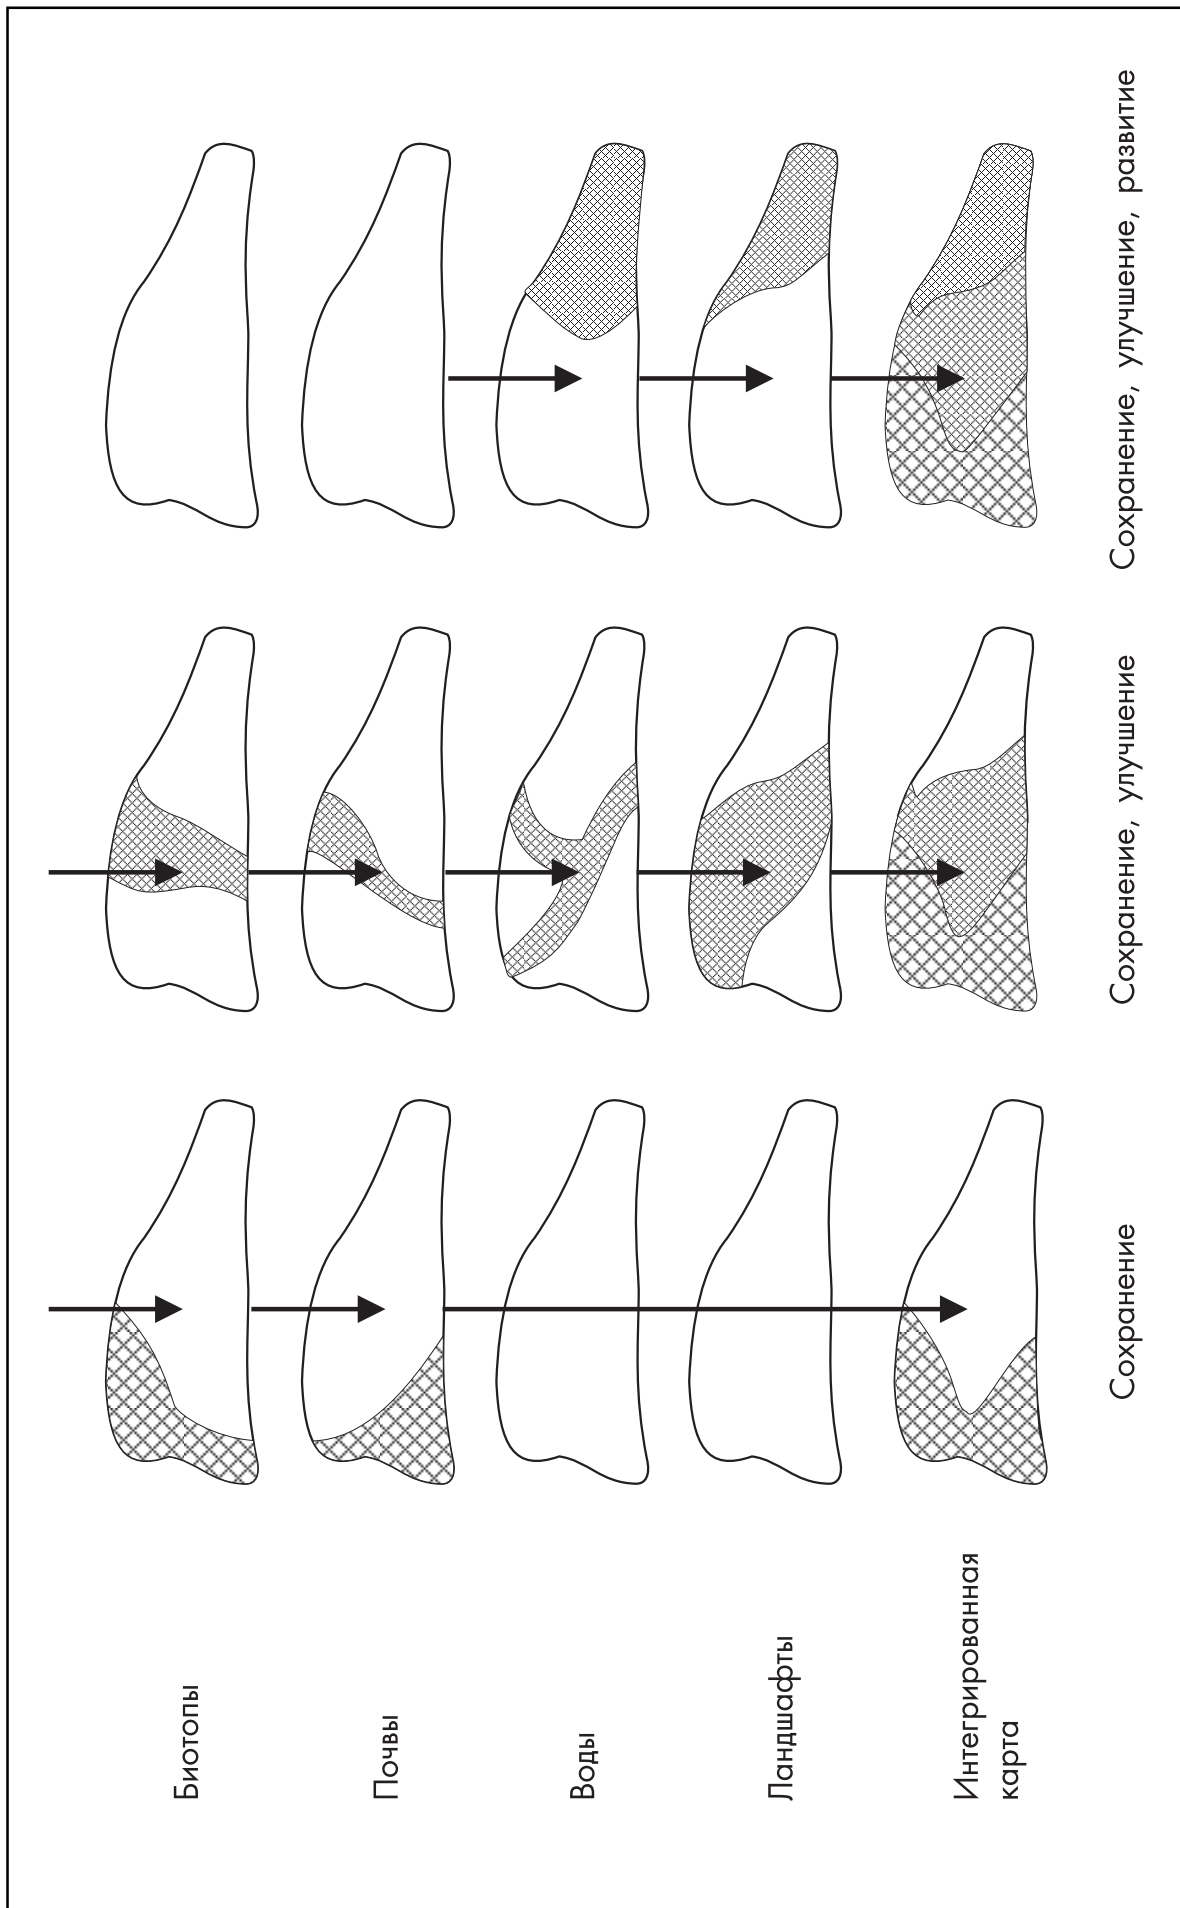 Биотопы
Почвы
Воды
Ландшафты
Интегрированная
карта
Сохранение
Сохранение, улучшение
Сохранение, улучшение, развитие